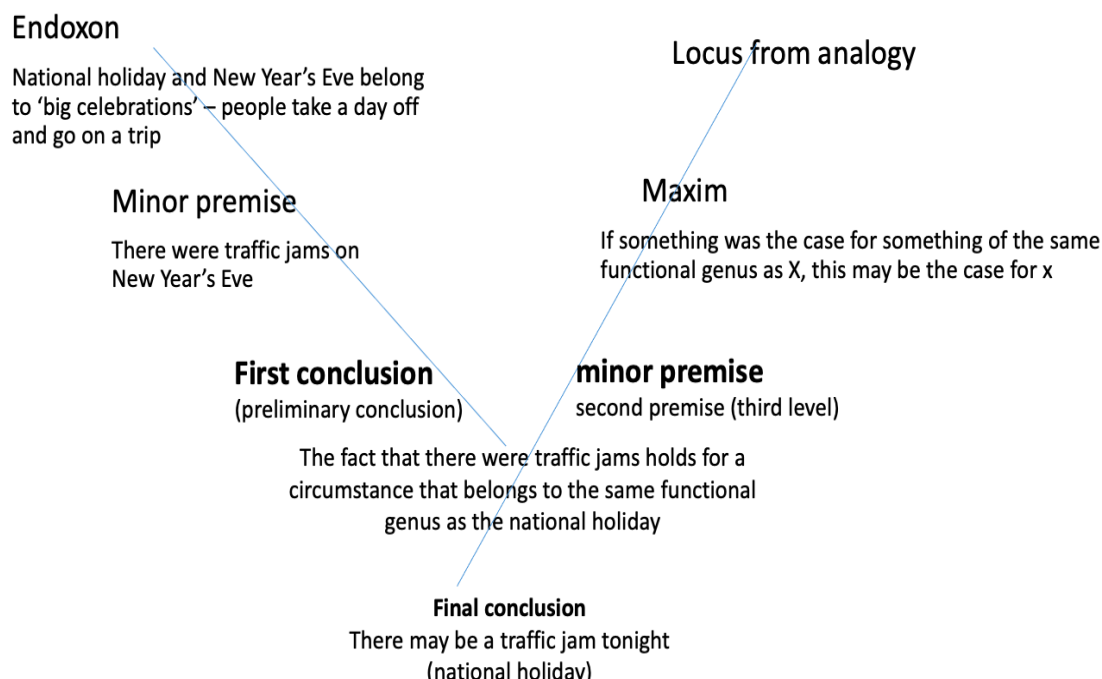 Endoxon
National holiday and New Year's Eve belong
to 'big celebrations' – people take a day off
and go on a trip
Locus from analogy
Minor premise
There were traffic jams on
New Year's Eve
Maxim
If something was the case for something of the same
functional genus as X, this may be the case for x
First conclusion
(preliminary conclusion)
minor premise
second premise (third level)
The fact that there were traffic jams holds for a
circumstance that belongs to the same functional
genus as the national holiday
Final conclusion
There may be a traffic jam tonight
(national holiday)